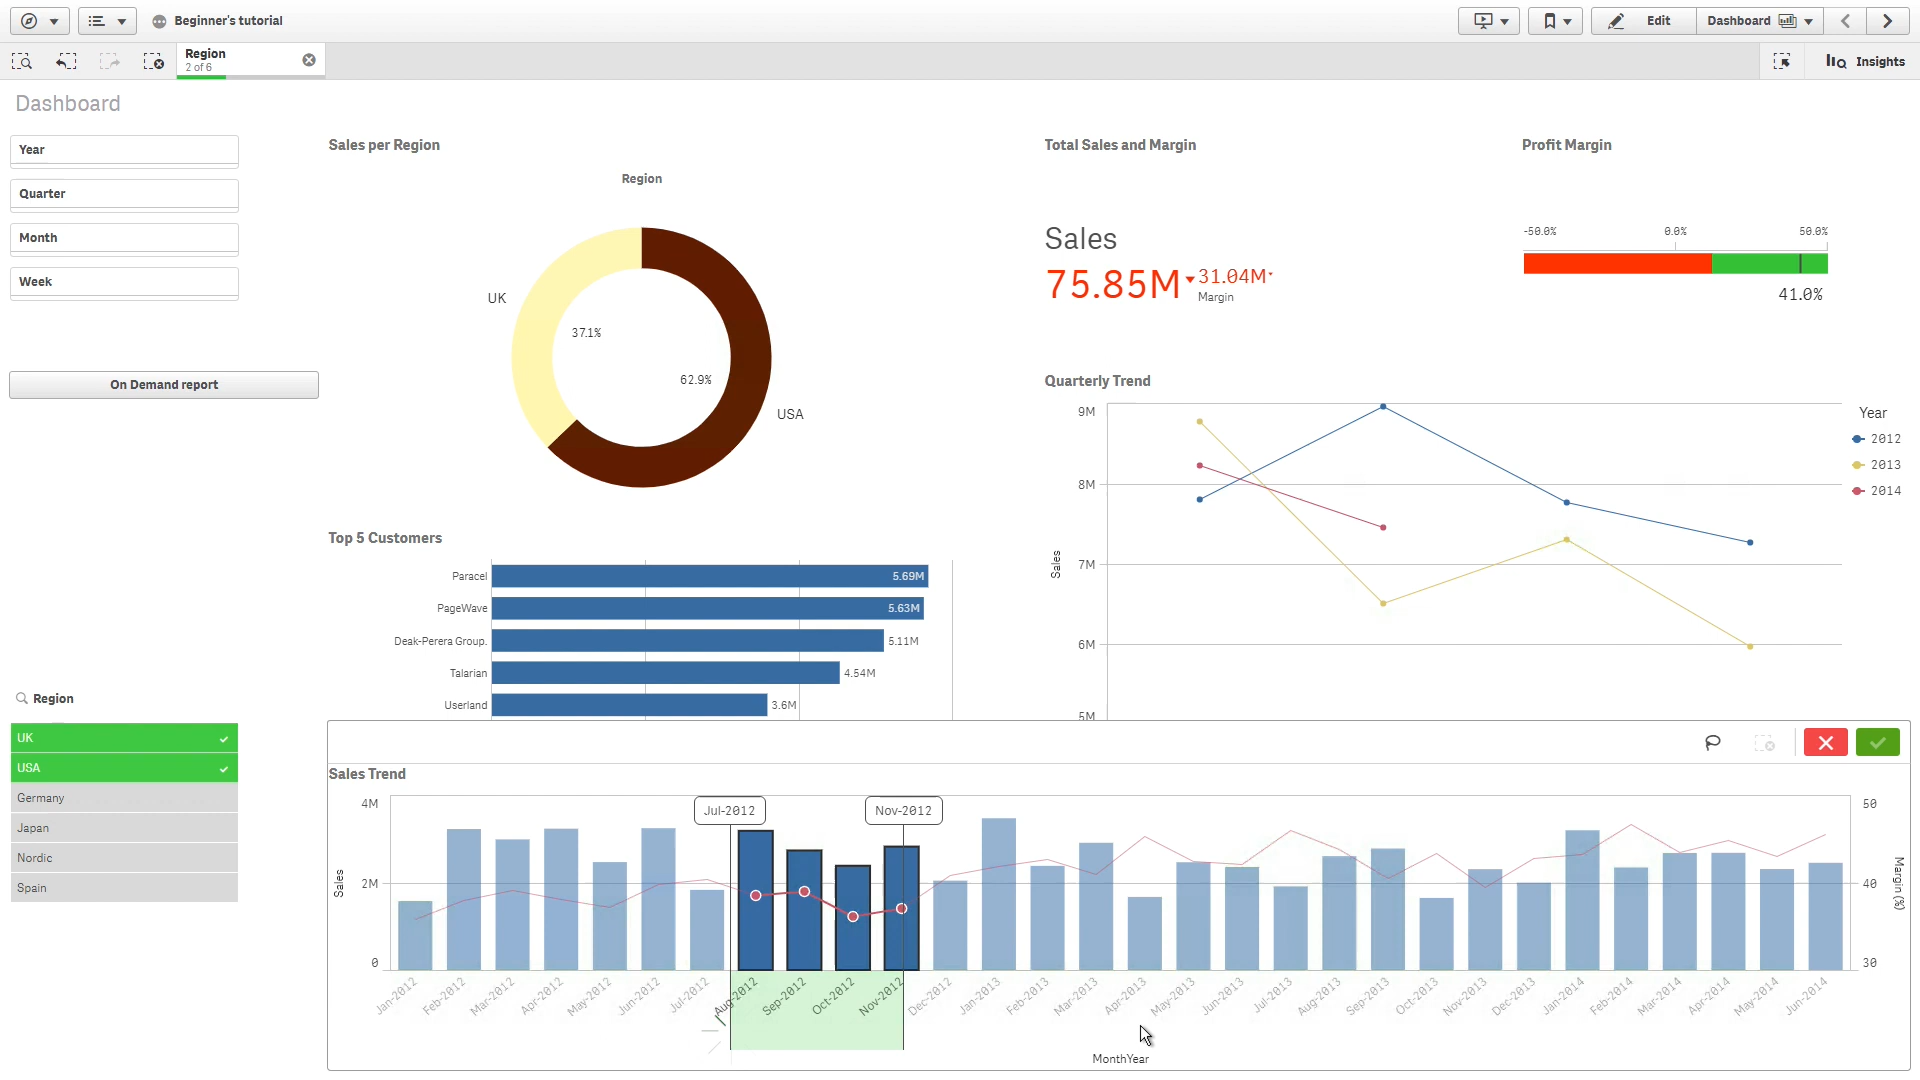 Beginner's tutorial
Edit
Dashboard
Region
2 of 6
Insights
Dashboard
Year
Quarter
Month
Week
On Demand report
Region
UK
USA
Germany
Japan
Nordic
Spain
Sales per Region
Region
UK
37.1%
62.9%
USA
Total Sales and Margin
Sales
75.85M
31.04M
Margin
Profit Margin
-50.0%
0.0%
50.0%
41.0%
Top 5 Customers
Paracel
5.69M
PageWave
5.63M
Deak-Perera Group.
5.11M
Talarian
4.54M
Userland
3.6M
Quarterly Trend
9M
8M
7M
6M
5M
Sales
Year
2012
2013
2014
Sales Trend
4M
2M
0
Sales
Jul-2012
Nov-2012
50
40
30
Margin (%)
Jan-2012
Feb-2012
Mar-2012
Apr-2012
May-2012
Jun-2012
Jul-2012
Aug-2012
Sep-2012
Oct-2012
Nov-2012
Dec-2012
Jan-2013
Feb-2013
Mar-2013
Apr-2013
May-2013
Jun-2013
Jul-2013
Aug-2013
Sep-2013
Oct-2013
Nov-2013
Dec-2013
Jan-2014
Feb-2014
Mar-2014
Apr-2014
May-2014
Jun-2014
MonthYear